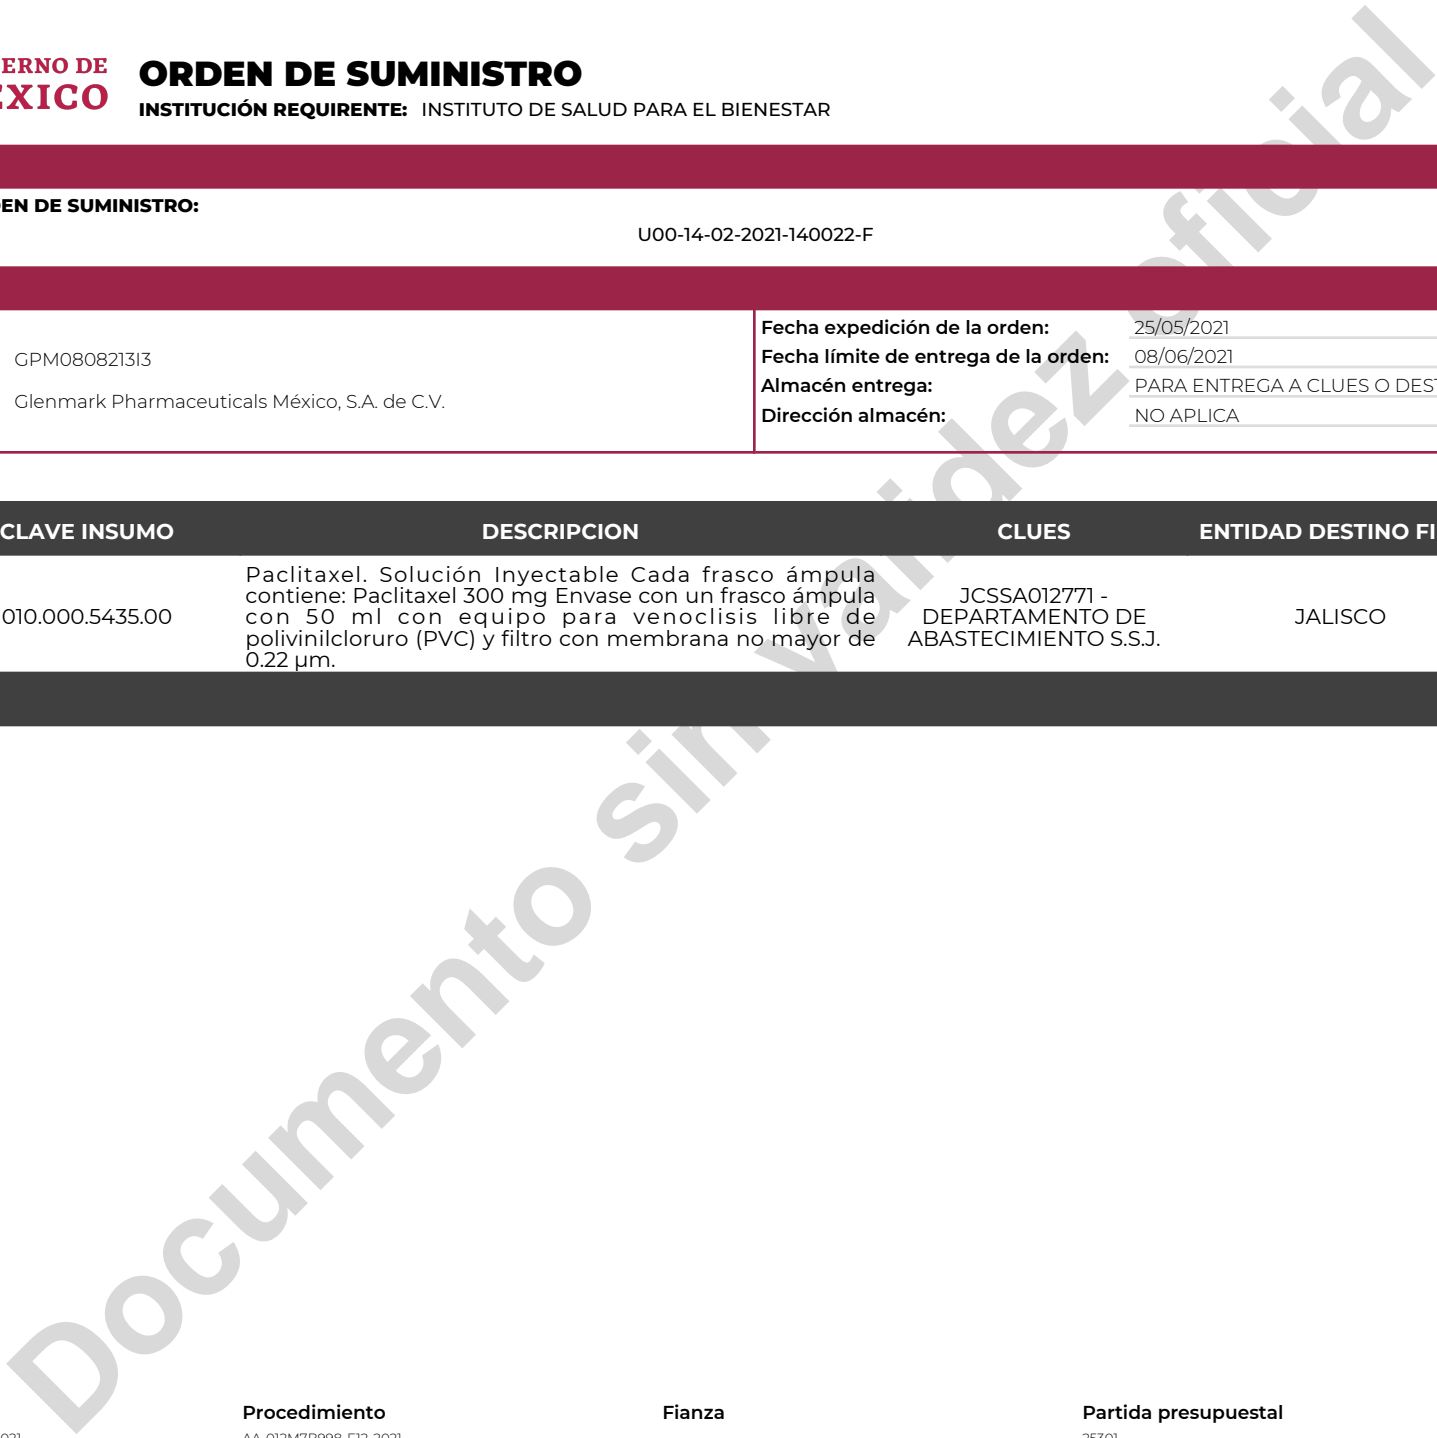 ERNO DE
ÉXICO
ORDEN DE SUMINISTRO
INSTITUCIÓN REQUIRENTE: INSTITUTO DE SALUD PARA EL BIENESTAR
EN DE SUMINISTRO:
U00-14-02-2021-140022-F
GPM0808213I3
Glenmark Pharmaceuticals México, S.A. de C.V.
Fecha expedición de la orden: 25/05/2021
Fecha límite de entrega de la orden: 08/06/2021
Almacén entrega: PARA ENTREGA A CLUES O DEST
Dirección almacén: NO APLICA
CLAVE INSUMO DESCRIPCION CLUES ENTIDAD DESTINO FI
010.000.5435.00
Paclitaxel. Solución Inyectable Cada frasco ámpula
contiene: Paclitaxel 300 mg Envase con un frasco ámpula
con 50 ml con equipo para venoclisis libre de
polivinilcloruro (PVC) y filtro con membrana no mayor de
0.22 µm.
JCSSA012771 -
DEPARTAMENTO DE
ABASTECIMIENTO S.S.J.
JALISCO
Documento sin validez oficial
Procedimiento Fianza Partida presupuestal